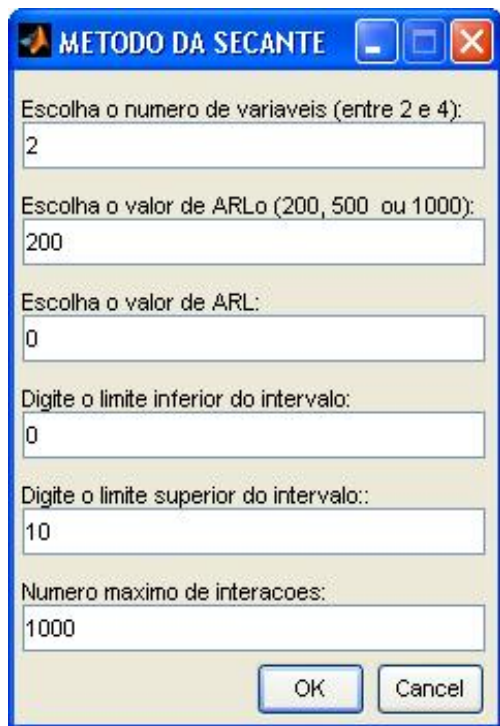 METODO DA SECANTE
Escolha o numero de variaveis (entre 2 e 4):
2
Escolha o valor de ARLo (200, 500 ou 1000):
200
Escolha o valor de ARL:
0
Digite o limite inferior do intervalo:
0
Digite o limite superior do intervalo::
10
Numero maximo de interacoes:
1000
OK Cancel